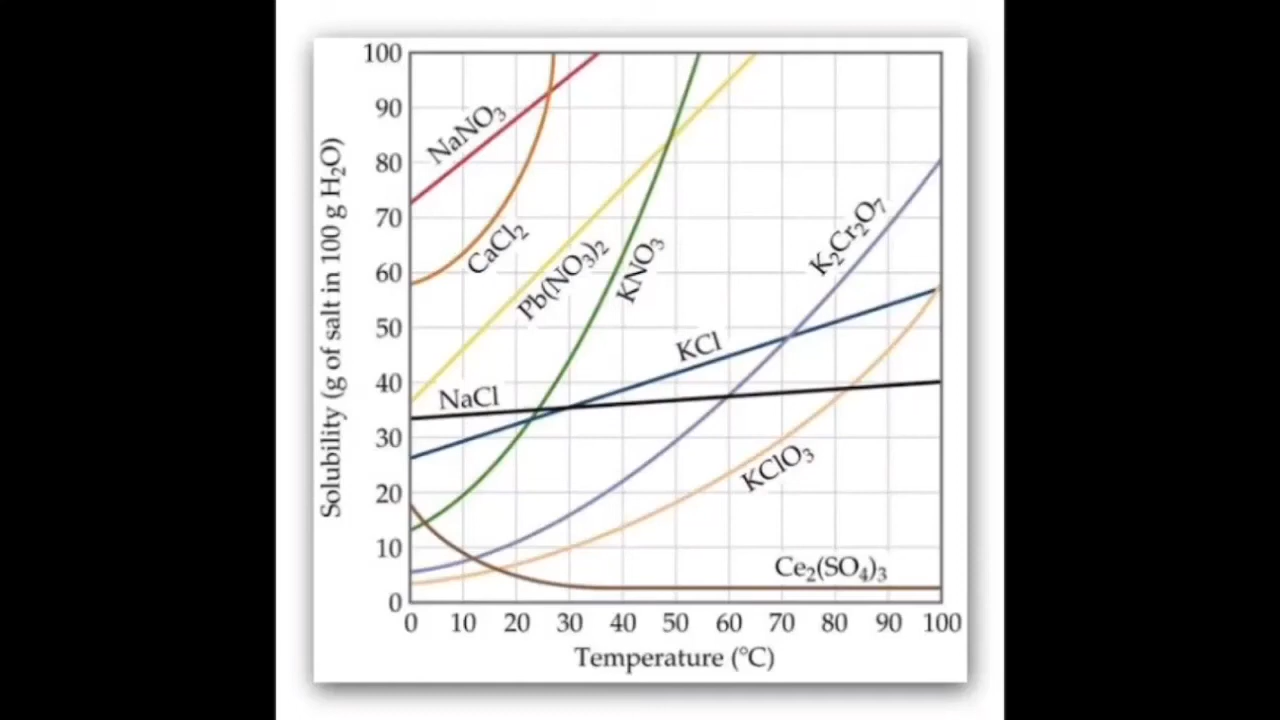 Solubility (g of salt in 100 g H₂O)
100
90
80
70
60
50
40
30
20
10
0
NaNO₃
CaCl₂
Pb(NO₃)₂
KNO₃
K₂Cr₂O₇
KCl
NaCl
KClO₃
Ce₂(SO₄)₃
0 10 20 30 40 50 60 70 80 90 100
Temperature (°C)